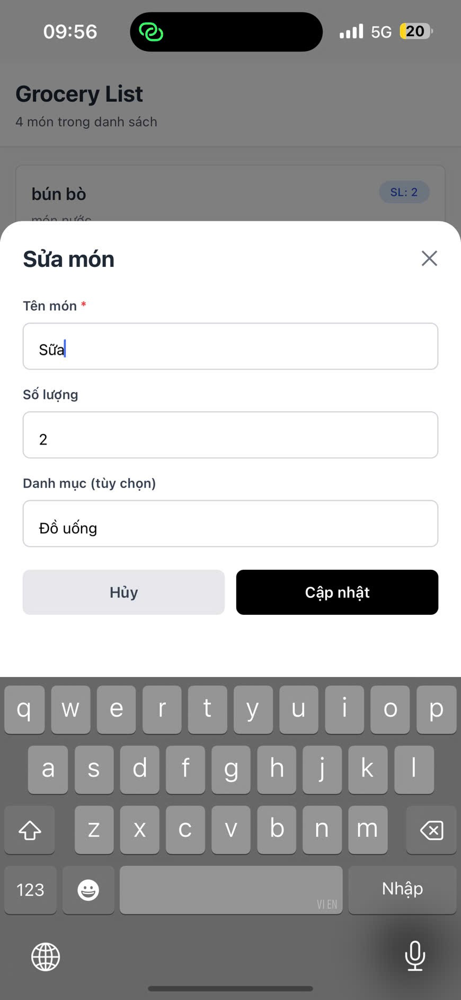 09:56 5G 20
Grocery List
4 món trong danh sách
bún bò SL: 2
món nước
Sửa món
Tên món *
Sữa
Số lượng
2
Danh mục (tùy chọn)
Đồ uống
Hủy Cập nhật
q w e r t y u i o p
a s d f g h j k l
z x c v b n m
123 VI EN Nhập